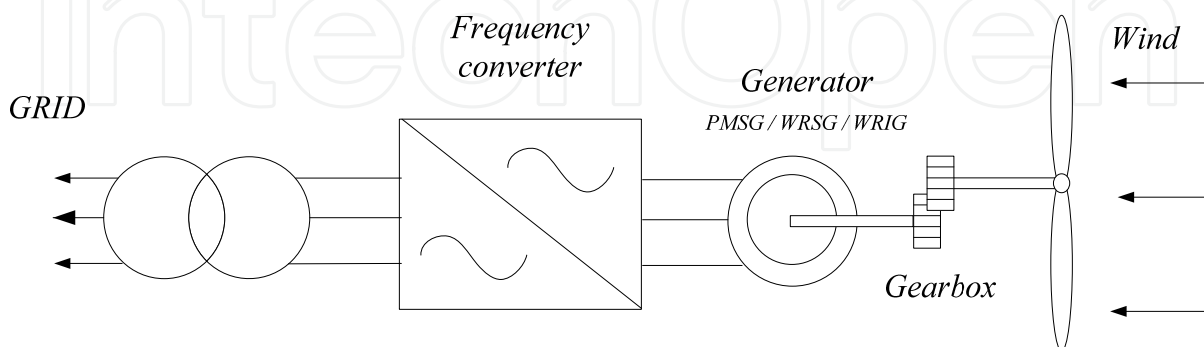 IntechOpen
Frequency
converter
Generator
PMSG / WRSG / WRIG
Wind
GRID
Gearbox